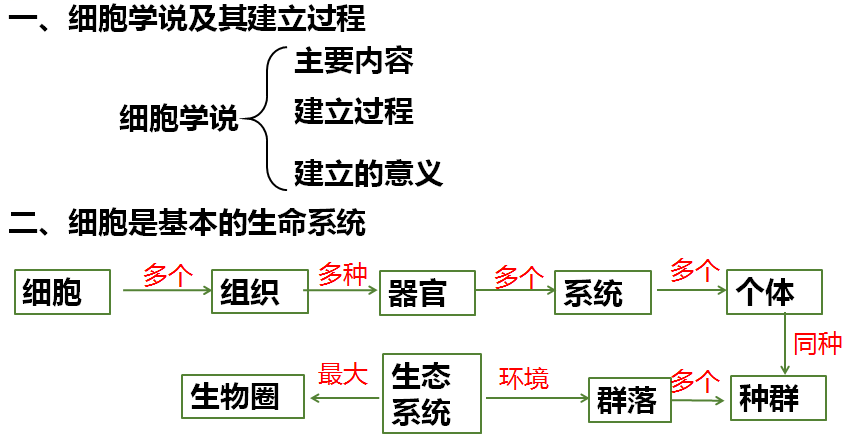 一、细胞学说及其建立过程
主要内容
细胞学说
建立过程
建立的意义
二、细胞是基本的生命系统
细胞 多个 组织 多种 器官 多个 系统 多个 个体
同种
生物圈 最大 生态 环境 群落 多个 种群
系统